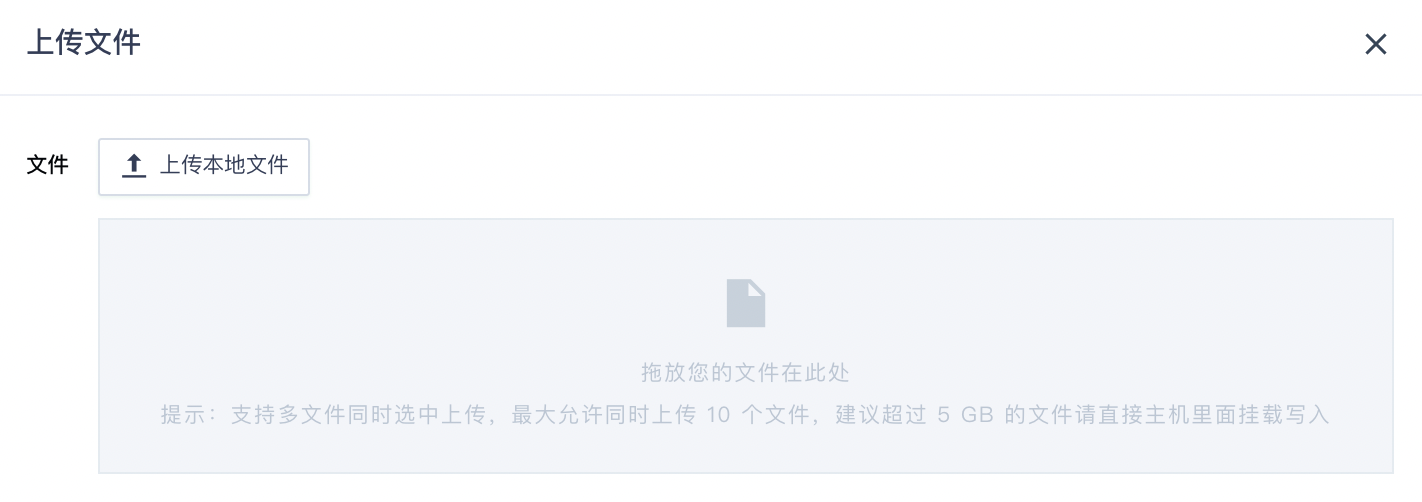 上传文件
文件
上传本地文件
拖放您的文件在此处
提示：支持多文件同时选中上传，最大允许同时上传 10 个文件，建议超过 5 GB 的文件请直接主机里面挂载写入